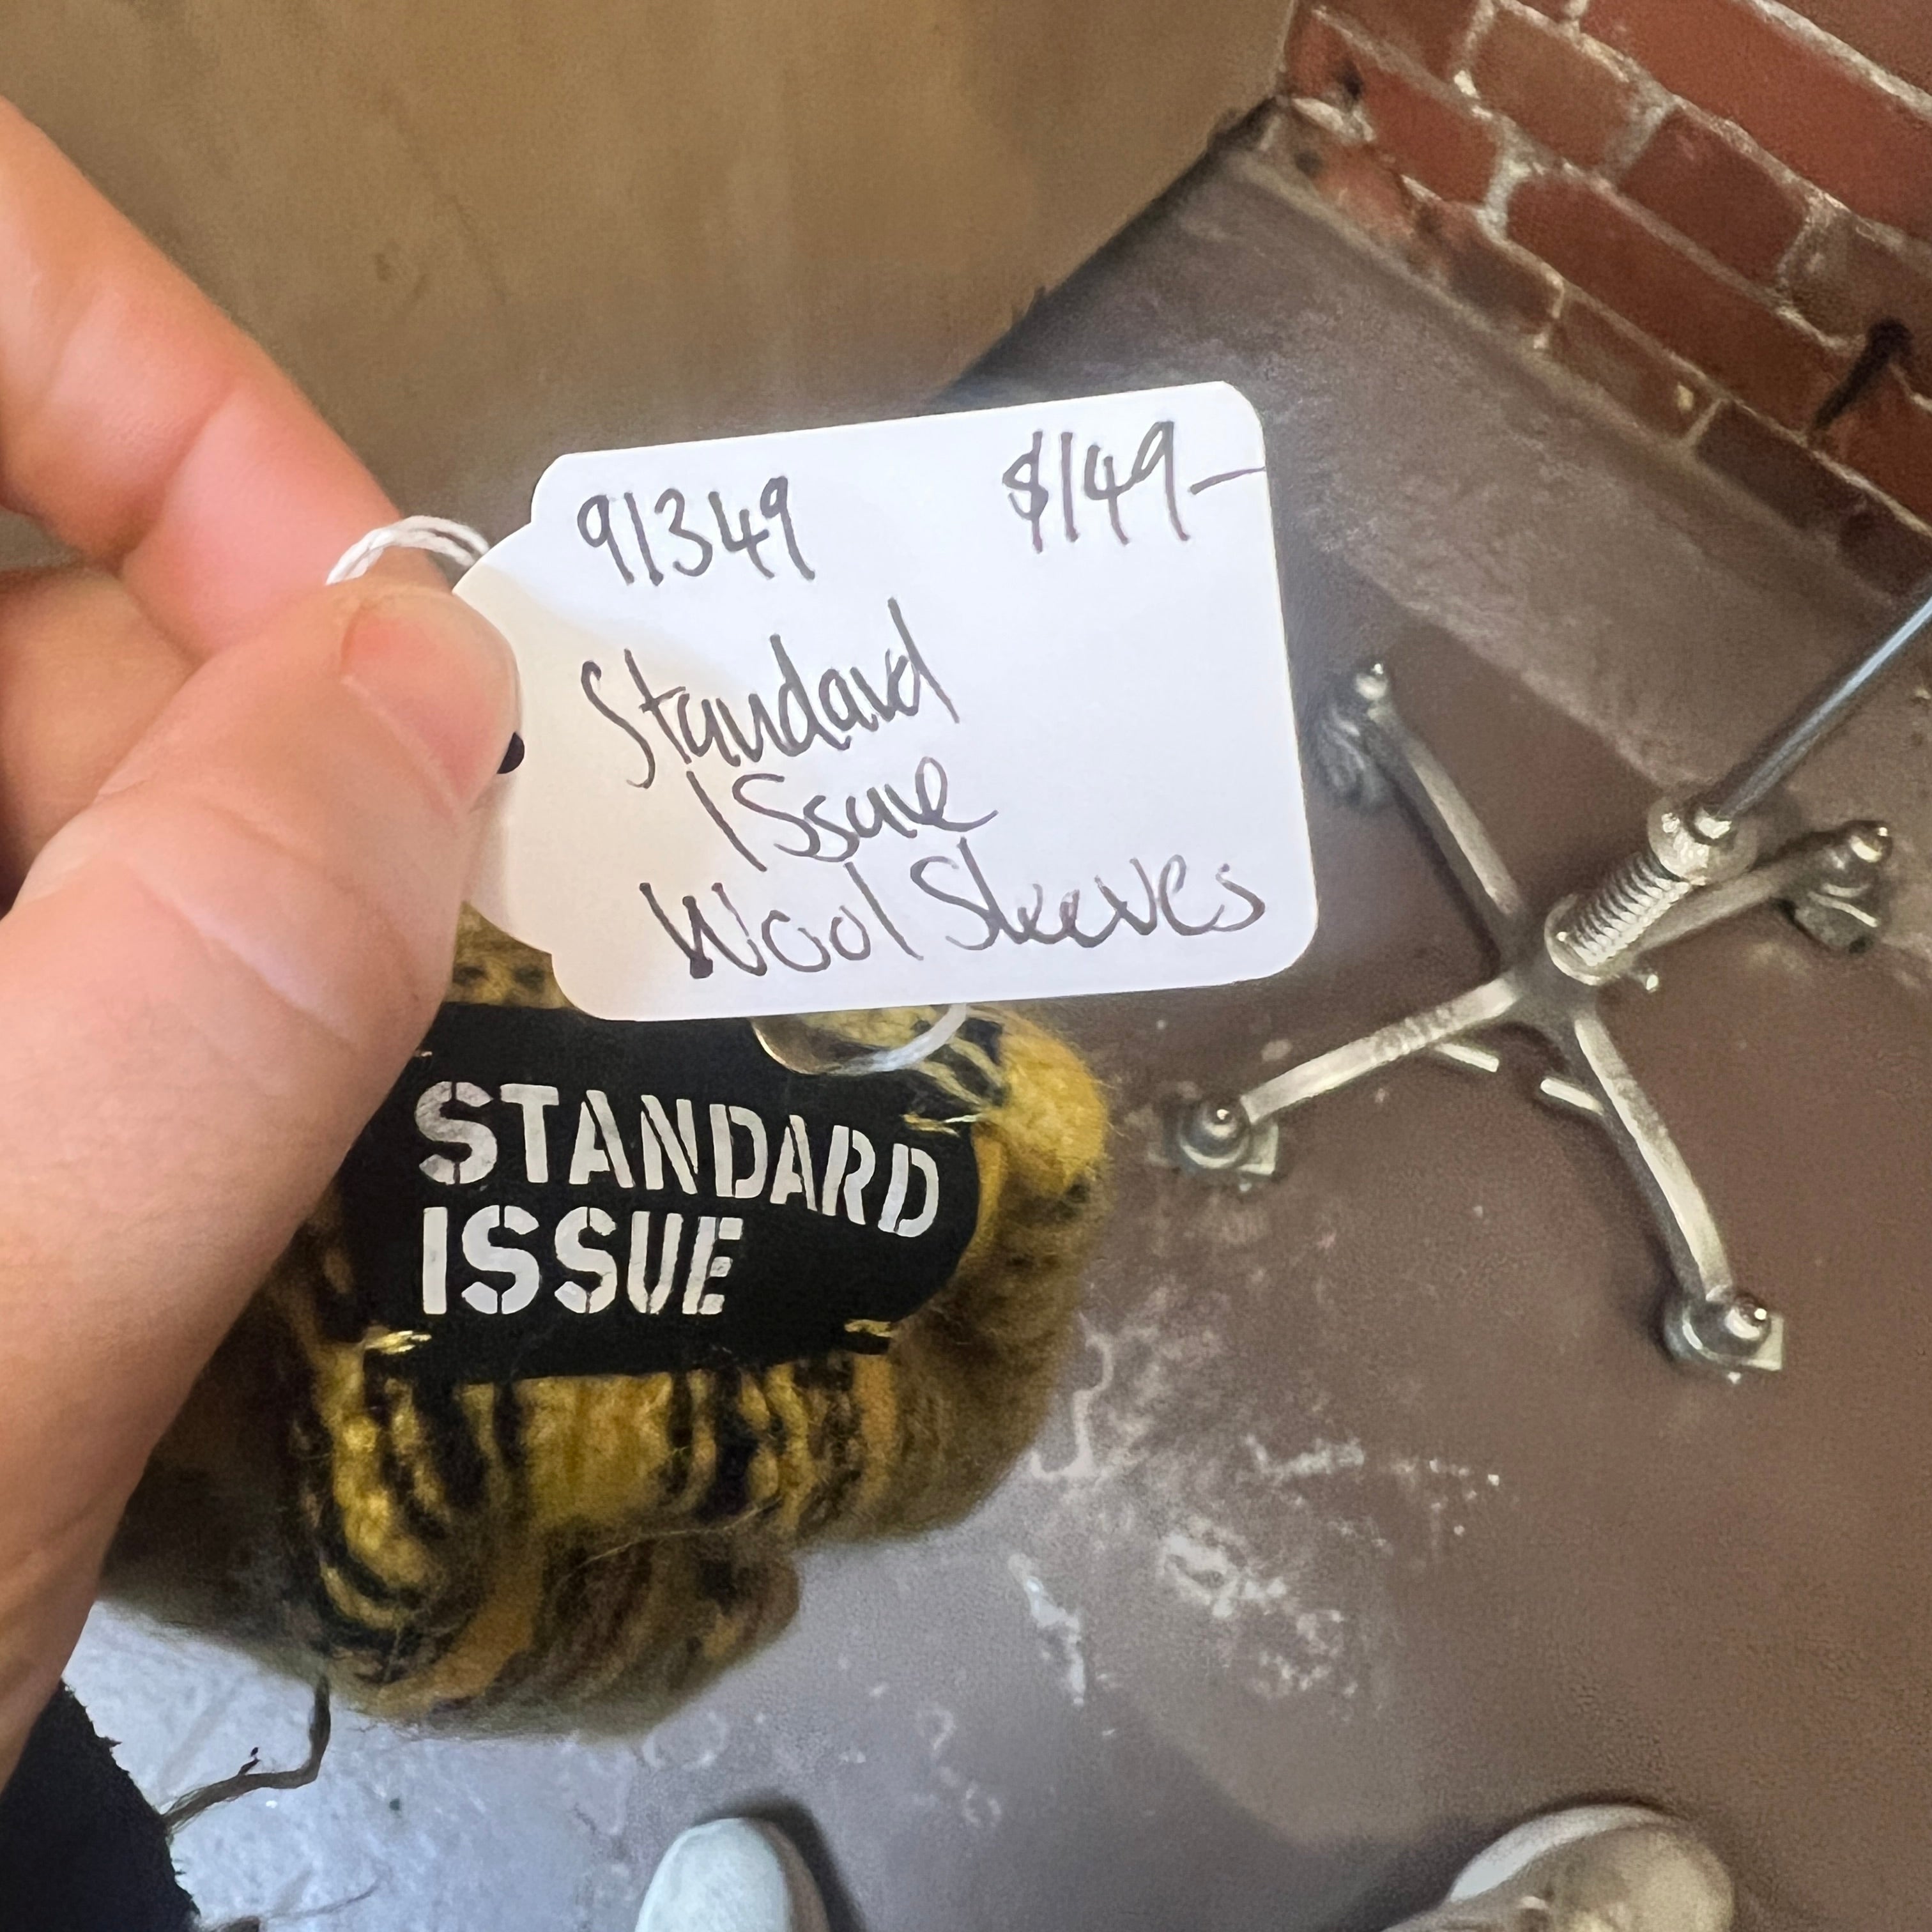 91349 $149-
Standard
Issue
Wool Sleeves
STANDARD
ISSUE